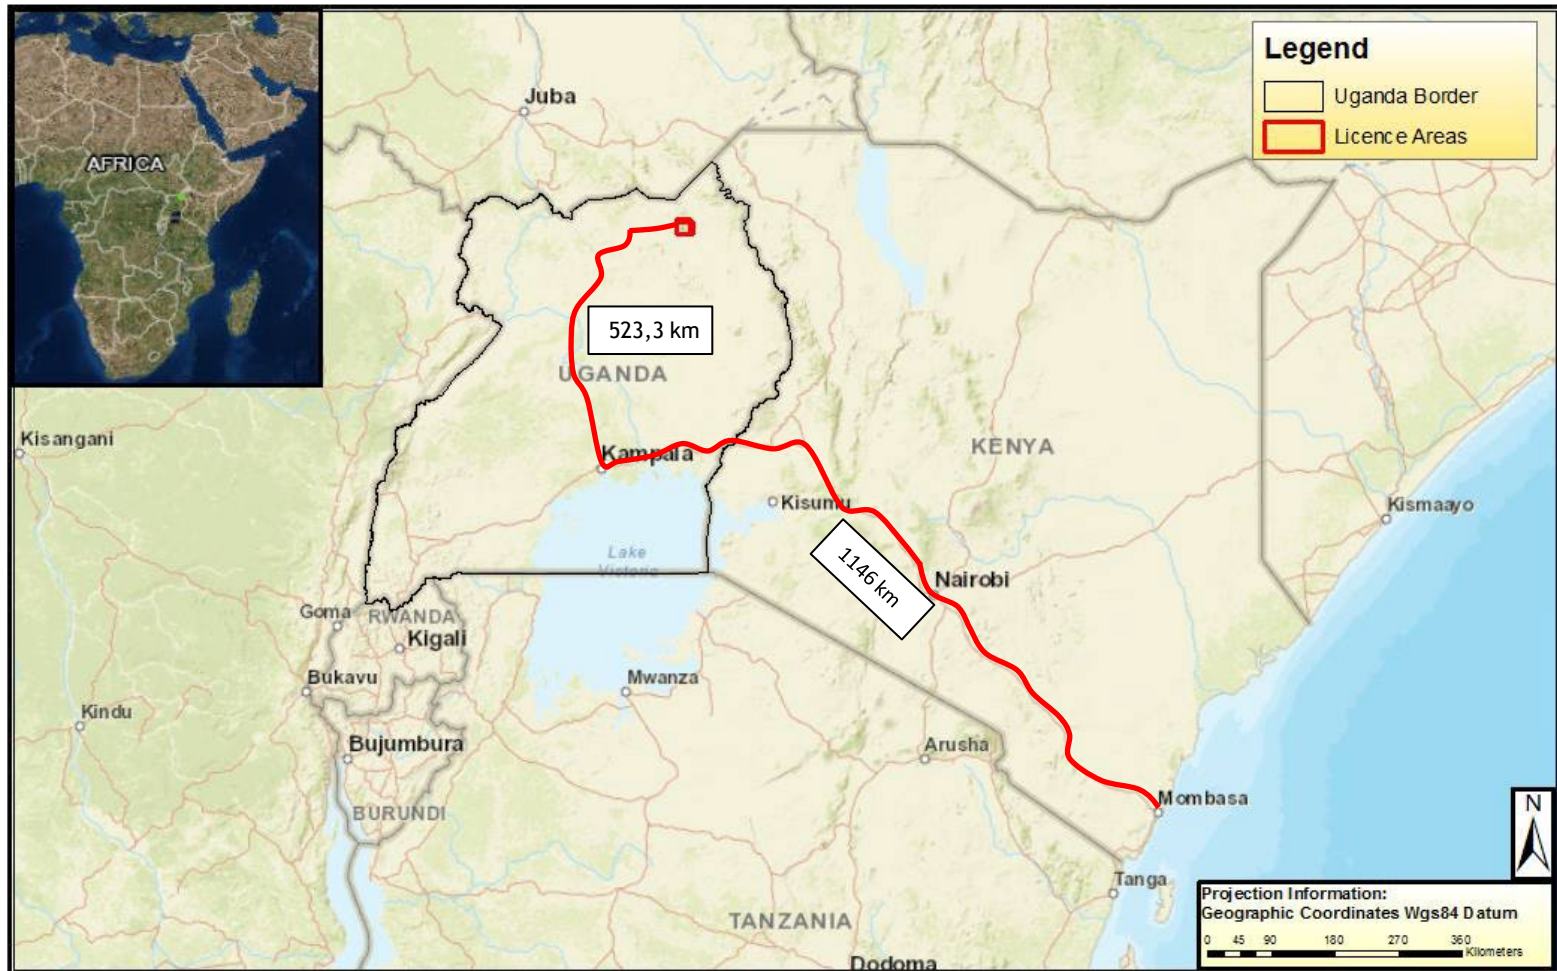 AFRICA
Legend
Uganda Border
Licence Areas
Juba
523,3 km
UGANDA
Kisangani
Kampala
KENYA
Kisumu
Kismaayo
Lake
Victoria
1146 km
Nairobi
Goma
RWANDA
Kigali
Bukavu
Mwanza
Kindu
Bujumbura
Arusha
BURUNDI
Mombasa
N
Tanga
TANZANIA
Dodoma
Projection Information:
Geographic Coordinates Wgs84 Datum
0 45 90 180 270 360
Kilometers